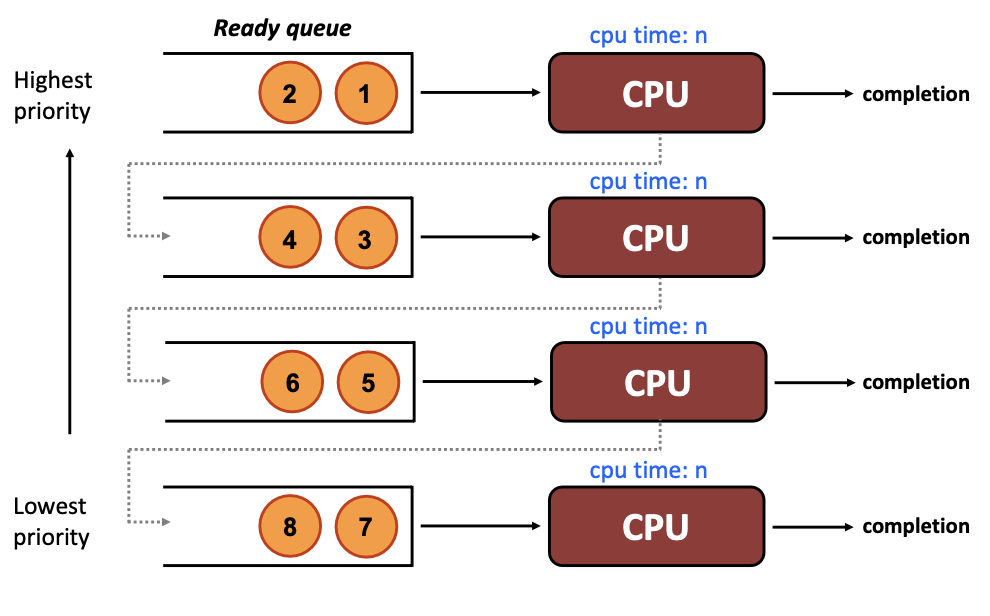 Ready queue
cpu time: n
Highest
priority
2 1
CPU
completion
cpu time: n
4 3
CPU
completion
cpu time: n
6 5
CPU
completion
cpu time: n
Lowest
priority
8 7
CPU
completion